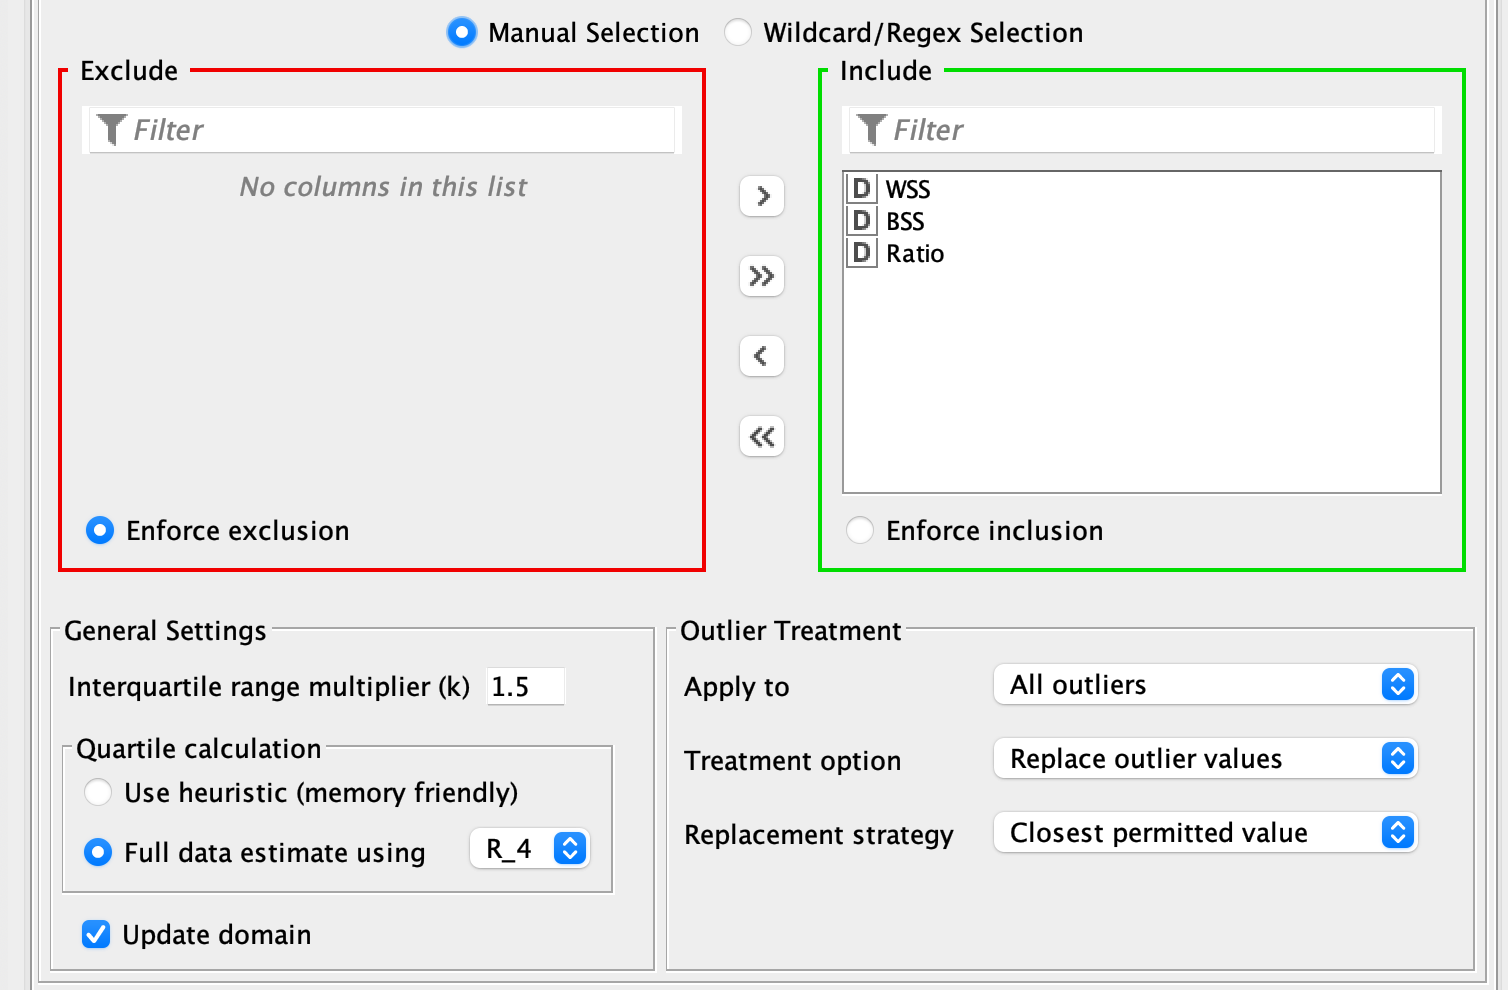 Manual Selection Wildcard/Regex Selection
Exclude
Filter
No columns in this list
Enforce exclusion
Include
Filter
D WSS
D BSS
D Ratio
Enforce inclusion
General Settings
Interquartile range multiplier (k) 1.5
Quartile calculation
Use heuristic (memory friendly)
Full data estimate using R_4
Update domain
Outlier Treatment
Apply to All outliers
Treatment option Replace outlier values
Replacement strategy Closest permitted value